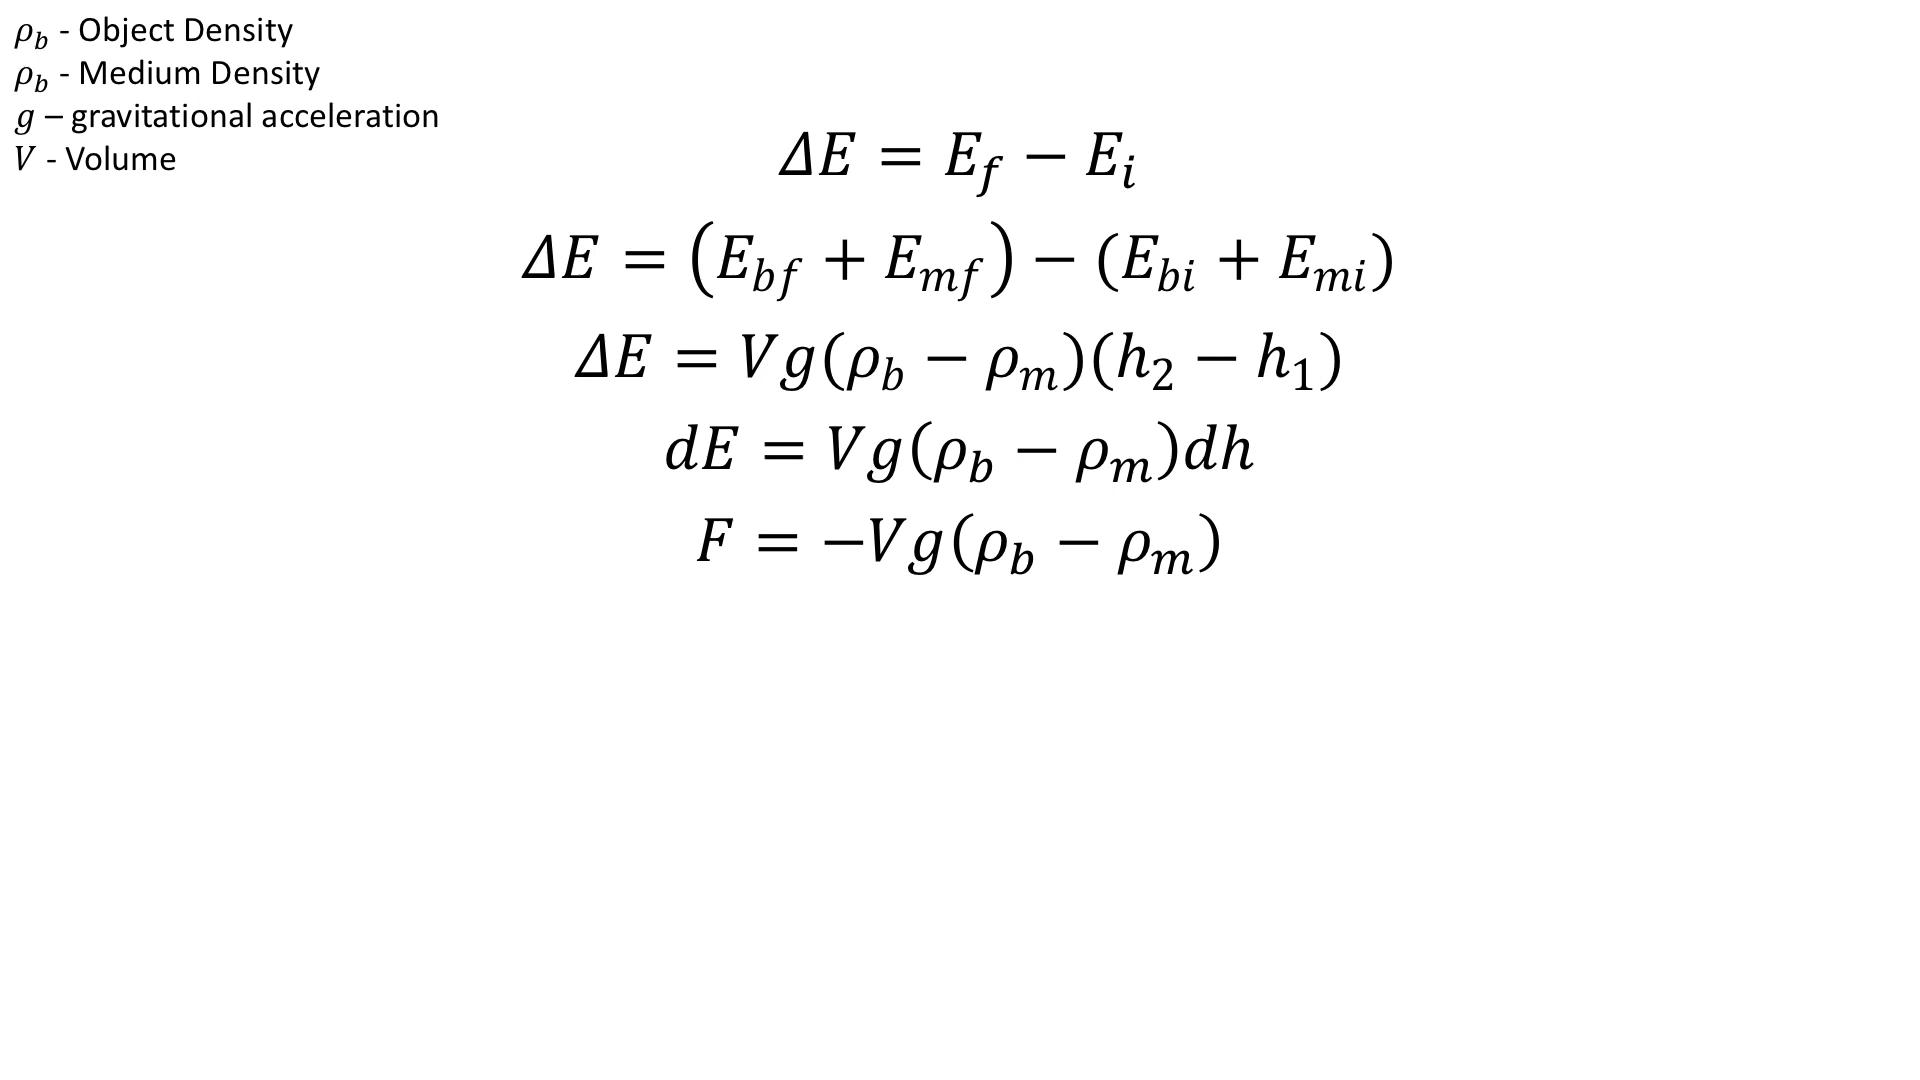 ρ_b - Object Density
ρ_b - Medium Density
g – gravitational acceleration
V - Volume
ΔE = E_f − E_i
ΔE = (E_bf + E_mf) − (E_bi + E_mi)
ΔE = Vg(ρ_b − ρ_m)(h_2 − h_1)
dE = Vg(ρ_b − ρ_m)dh
F = −Vg(ρ_b − ρ_m)